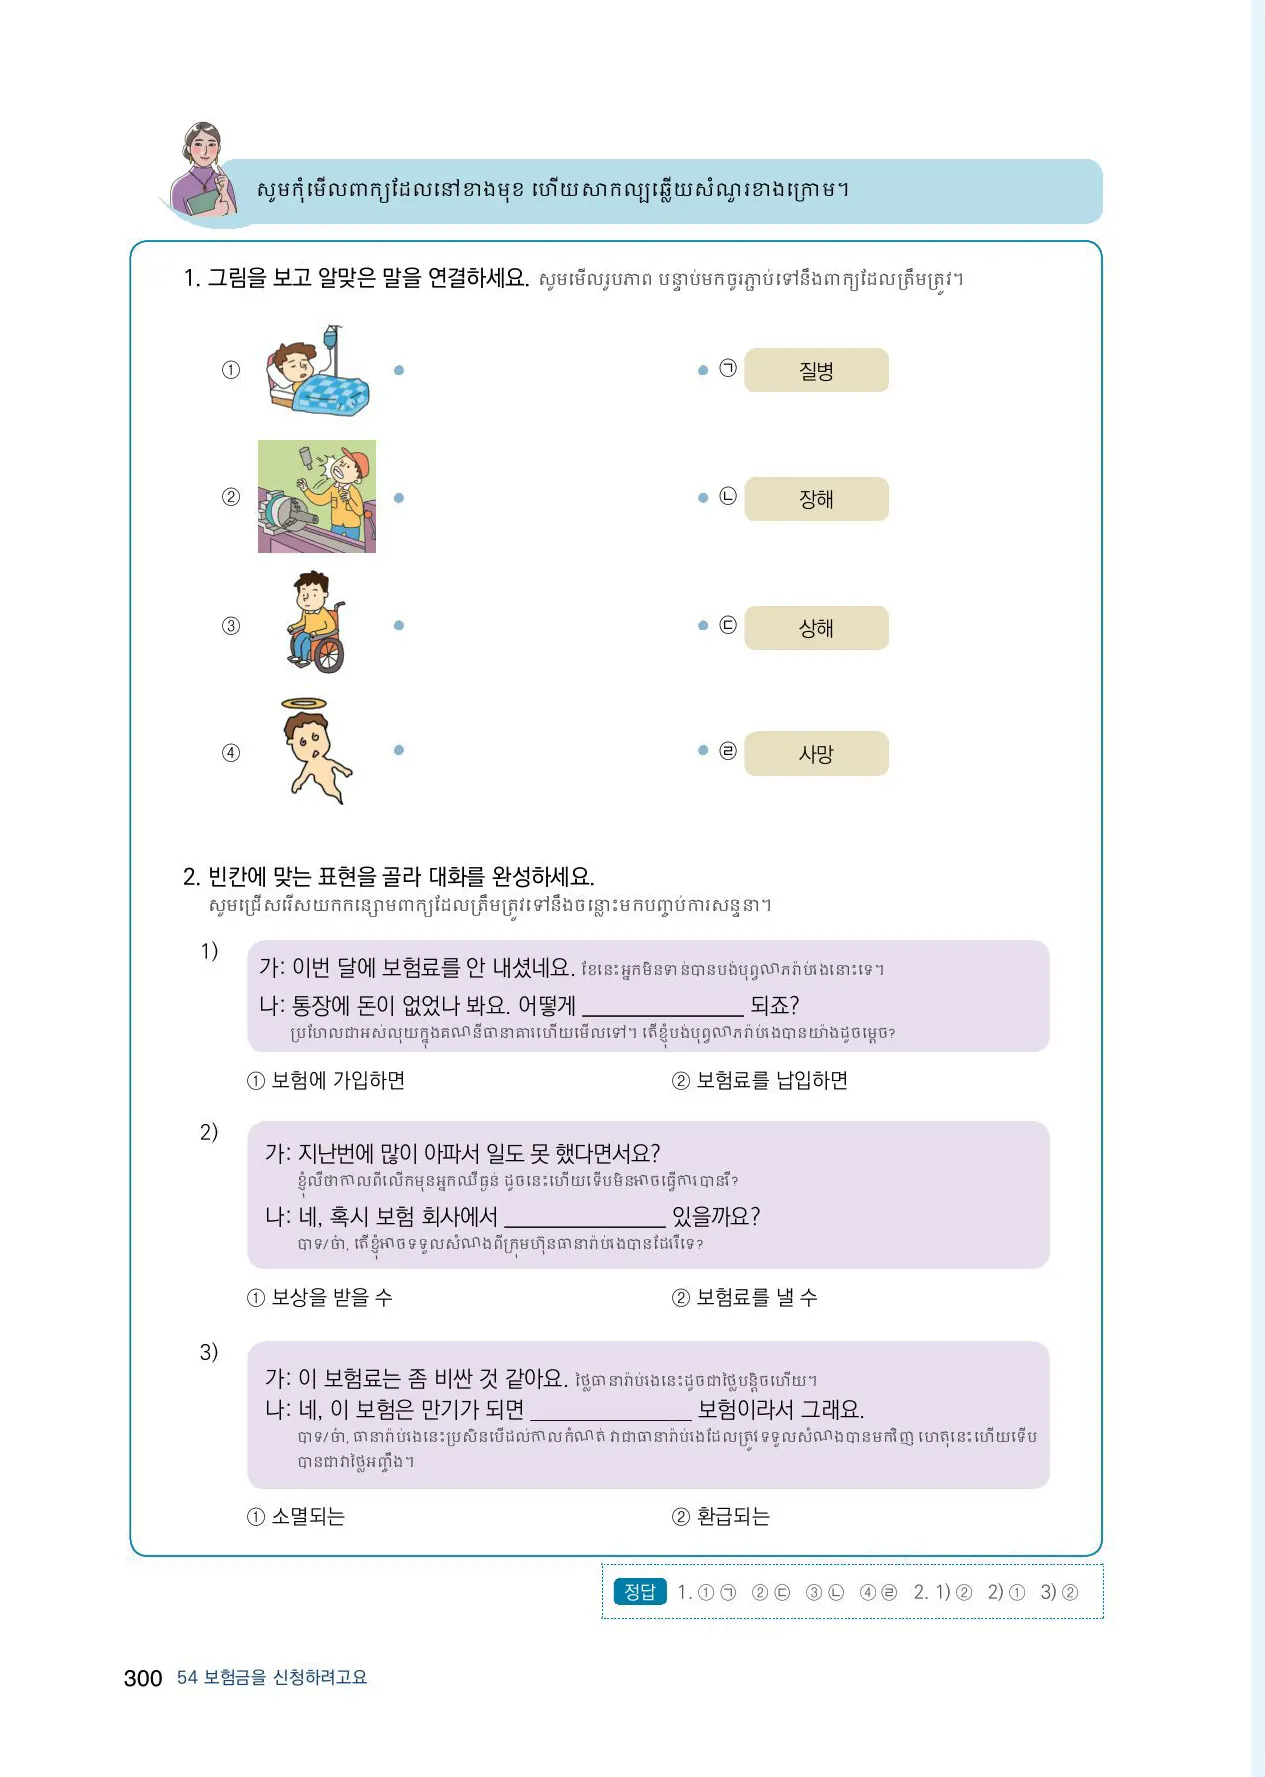 សូមកុំមើលពាក្យដែលនៅខាងមុខ ហើយសាកល្បងឆ្លើយសំណួរខាងក្រោម។
1. 그림을 보고 알맞은 말을 연결하세요. សូមមើលរូបភាព បន្ទាប់មកចូរភ្ជាប់ទៅនឹងពាក្យដែលត្រឹមត្រូវ។
① ㉠ 질병
② ㉡ 장해
③ ㉢ 상해
④ ㉣ 사망
2. 빈칸에 맞는 표현을 골라 대화를 완성하세요.
សូមជ្រើសរើសយកកន្សោមពាក្យដែលត្រឹមត្រូវទៅនឹងចន្លោះមកបញ្ចប់ការសន្ទនា។
1)
가: 이번 달에 보험료를 안 내셨네요. ខែនេះអ្នកមិនទាន់បានបង់បុព្វលាភរ៉ាប់រងនោះទេ។
나: 통장에 돈이 없었나 봐요. 어떻게 ______________ 되죠?
ប្រហែលជាអស់លុយក្នុងគណនីធនាគារហើយមើលទៅ។ តើខ្ញុំបង់បុព្វលាភរ៉ាប់រងបានយ៉ាងដូចម្តេច?
① 보험에 가입하면 ② 보험료를 납입하면
2)
가: 지난번에 많이 아파서 일도 못 했다면서요?
ខ្ញុំលឺថាកាលពីលើកមុនអ្នកឈឺធ្ងន់ ដូចនេះហើយទើបមិនអាចធ្វើការបានរឺ?
나: 네, 혹시 보험 회사에서 ______________ 있을까요?
បាទ/ចា៎, តើខ្ញុំអាចទទួលសំណងពីក្រុមហ៊ុនធានារ៉ាប់រងបានដែររឺទេ?
① 보상을 받을 수 ② 보험료를 낼 수
3)
가: 이 보험료는 좀 비싼 것 같아요. ថ្លៃធានារ៉ាប់រងនេះដូចជាថ្លៃបន្តិចហើយ។
나: 네, 이 보험은 만기가 되면 ______________ 보험이라서 그래요.
បាទ/ចា៎, ធានារ៉ាប់រងនេះប្រសិនបើដល់កាលកំណត់ វាជាធានារ៉ាប់រងដែលត្រូវទទួលសំណងបានមកវិញ ហេតុនេះហើយទើប
បានជាវាថ្លៃអញ្ចឹង។
① 소멸되는 ② 환급되는
정답 1. ① ㉠ ② ㉢ ③ ㉡ ④ ㉣ 2. 1) ② 2) ① 3) ②
300 54 보험금을 신청하려고요